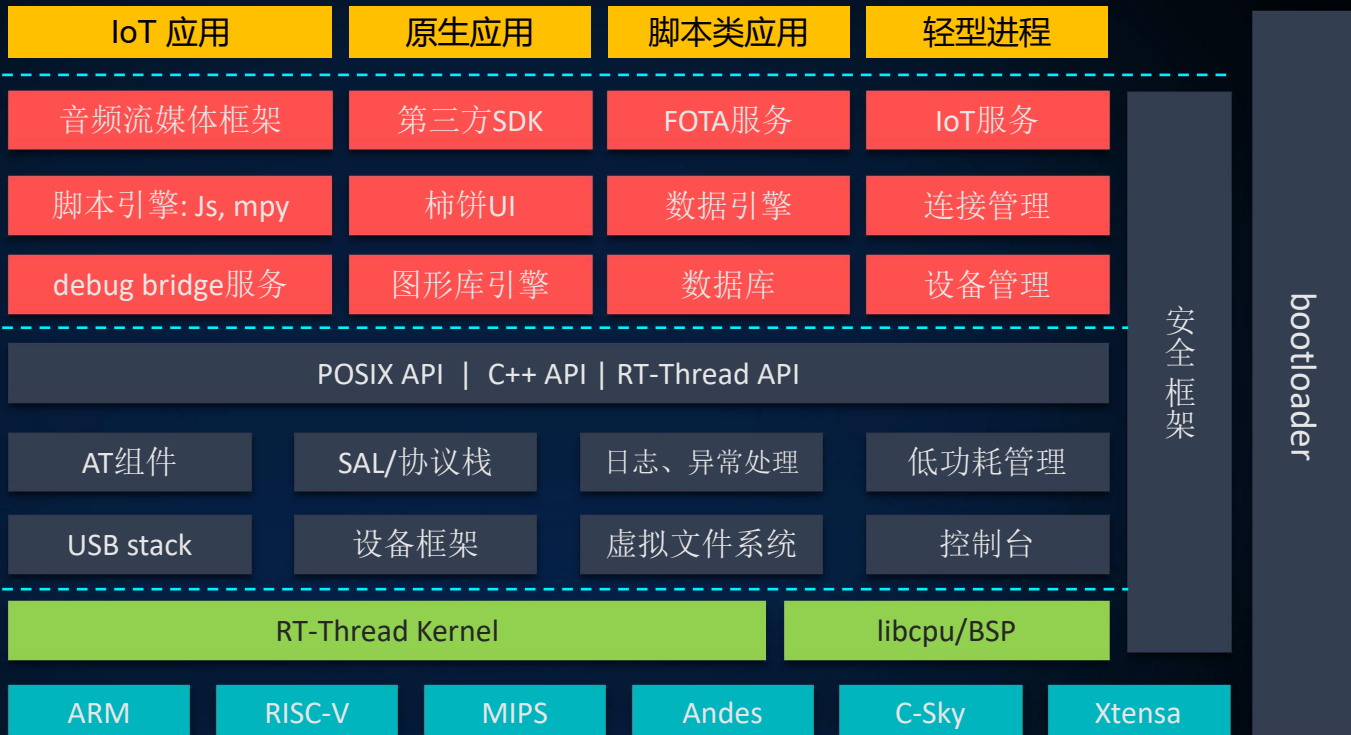 IoT 应用
原生应用
脚本类应用
轻型进程
音频流媒体框架
第三方SDK
FOTA服务
IoT服务
脚本引擎: Js, mpy
柿饼UI
数据引擎
连接管理
debug bridge服务
图形库引擎
数据库
设备管理
POSIX API | C++ API | RT-Thread API
AT组件
SAL/协议栈
日志、异常处理
低功耗管理
USB stack
设备框架
虚拟文件系统
控制台
RT-Thread Kernel
libcpu/BSP
ARM
RISC-V
MIPS
Andes
C-Sky
Xtensa
安全框架
bootloader